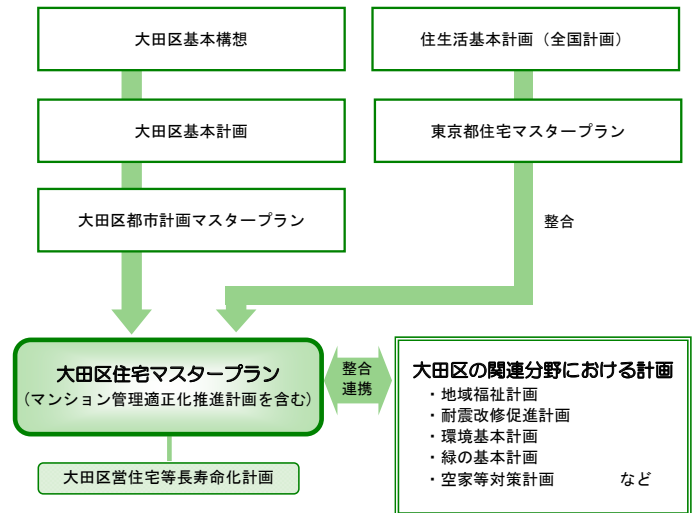 大田区基本構想
住生活基本計画（全国計画）
大田区基本計画
東京都住宅マスタープラン
大田区都市計画マスタープラン
整合
大田区住宅マスタープラン
（マンション管理適正化推進計画を含む）
整合
連携
大田区の関連分野における計画
・地域福祉計画
・耐震改修促進計画
・環境基本計画
・緑の基本計画
・空家等対策計画　　　など
大田区営住宅等長寿命化計画